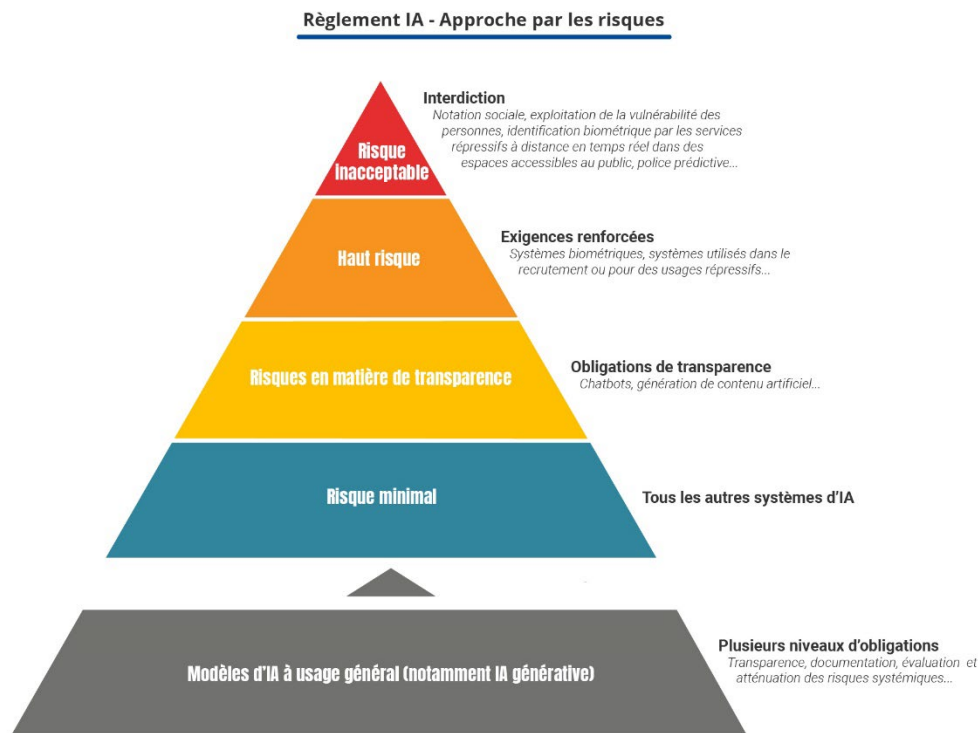 Règlement IA - Approche par les risques
Interdiction
Notation sociale, exploitation de la vulnérabilité des
personnes, identification biométrique par les services
répressifs à distance en temps réel dans des
espaces accessibles au public, police prédictive...
Risque
inacceptable
Exigences renforcées
Systèmes biométriques, systèmes utilisés dans le
recrutement ou pour des usages répressifs...
Haut risque
Obligations de transparence
Chatbots, génération de contenu artificiel...
Risques en matière de transparence
Risque minimal
Tous les autres systèmes d'IA
Plusieurs niveaux d'obligations
Transparence, documentation, évaluation et
atténuation des risques systémiques...
Modèles d'IA à usage général (notamment IA générative)